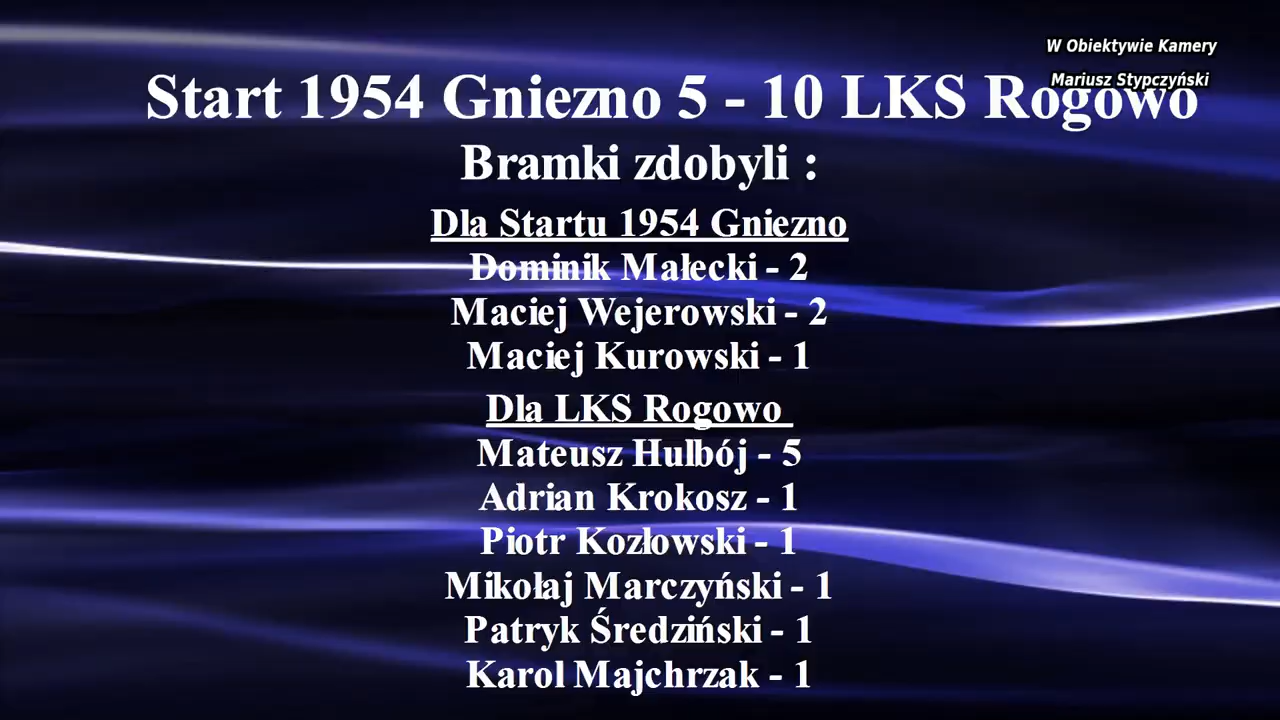 W Obiektywie Kamery
Mariusz Stypczyński
Start 1954 Gniezno 5 - 10 LKS Rogowo
Bramki zdobyli :
Dla Startu 1954 Gniezno
Dominik Małecki - 2
Maciej Wejerowski - 2
Maciej Kurowski - 1
Dla LKS Rogowo
Mateusz Hulbój - 5
Adrian Krokosz - 1
Piotr Kozłowski - 1
Mikołaj Marczyński - 1
Patryk Średziński - 1
Karol Majchrzak - 1